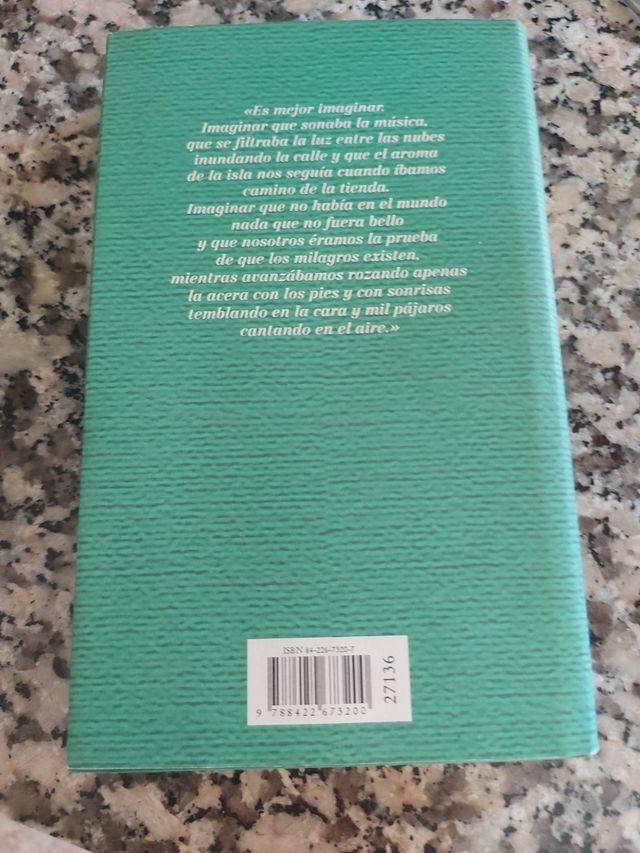 «Es mejor imaginar.
Imaginar que sonaba la música,
que se filtraba la luz entre las nubes
inundando la calle y que el aroma
de la isla nos seguía cuando íbamos
camino de la tienda.
Imaginar que no había en el mundo
nada que no fuera bello
y que nosotros éramos la prueba
de que los milagros existen,
mientras avanzábamos rozando apenas
la acera con los pies y con sonrisas
temblando en la cara y mil pájaros
cantando en el aire.»
ISBN 84-226-7320-7
27136
9 788422 673200